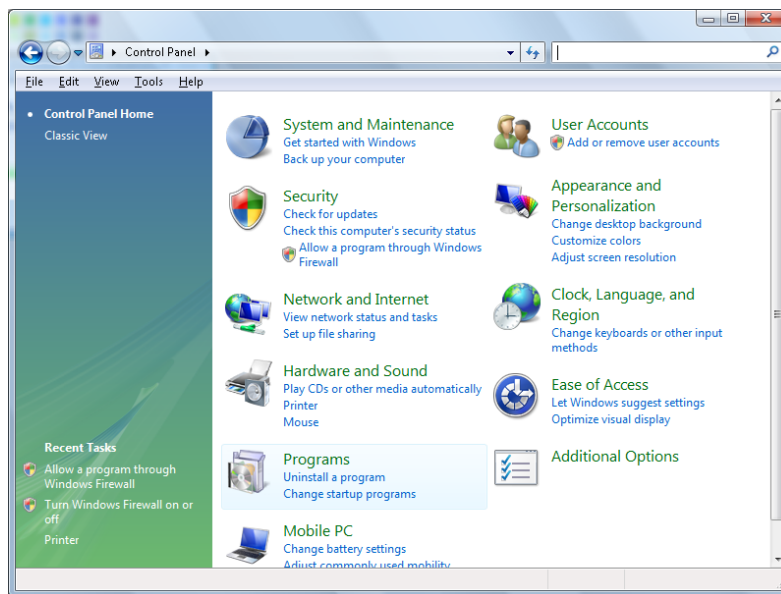 Control Panel
File Edit View Tools Help
Control Panel Home
Classic View
Recent Tasks
Allow a program through
Windows Firewall
Turn Windows Firewall on or
off
Printer
System and Maintenance
Get started with Windows
Back up your computer
Security
Check for updates
Check this computer's security status
Allow a program through Windows
Firewall
Network and Internet
View network status and tasks
Set up file sharing
Hardware and Sound
Play CDs or other media automatically
Printer
Mouse
Programs
Uninstall a program
Change startup programs
Mobile PC
Change battery settings
Adjust commonly used mobility
User Accounts
Add or remove user accounts
Appearance and
Personalization
Change desktop background
Customize colors
Adjust screen resolution
Clock, Language, and
Region
Change keyboards or other input
methods
Ease of Access
Let Windows suggest settings
Optimize visual display
Additional Options